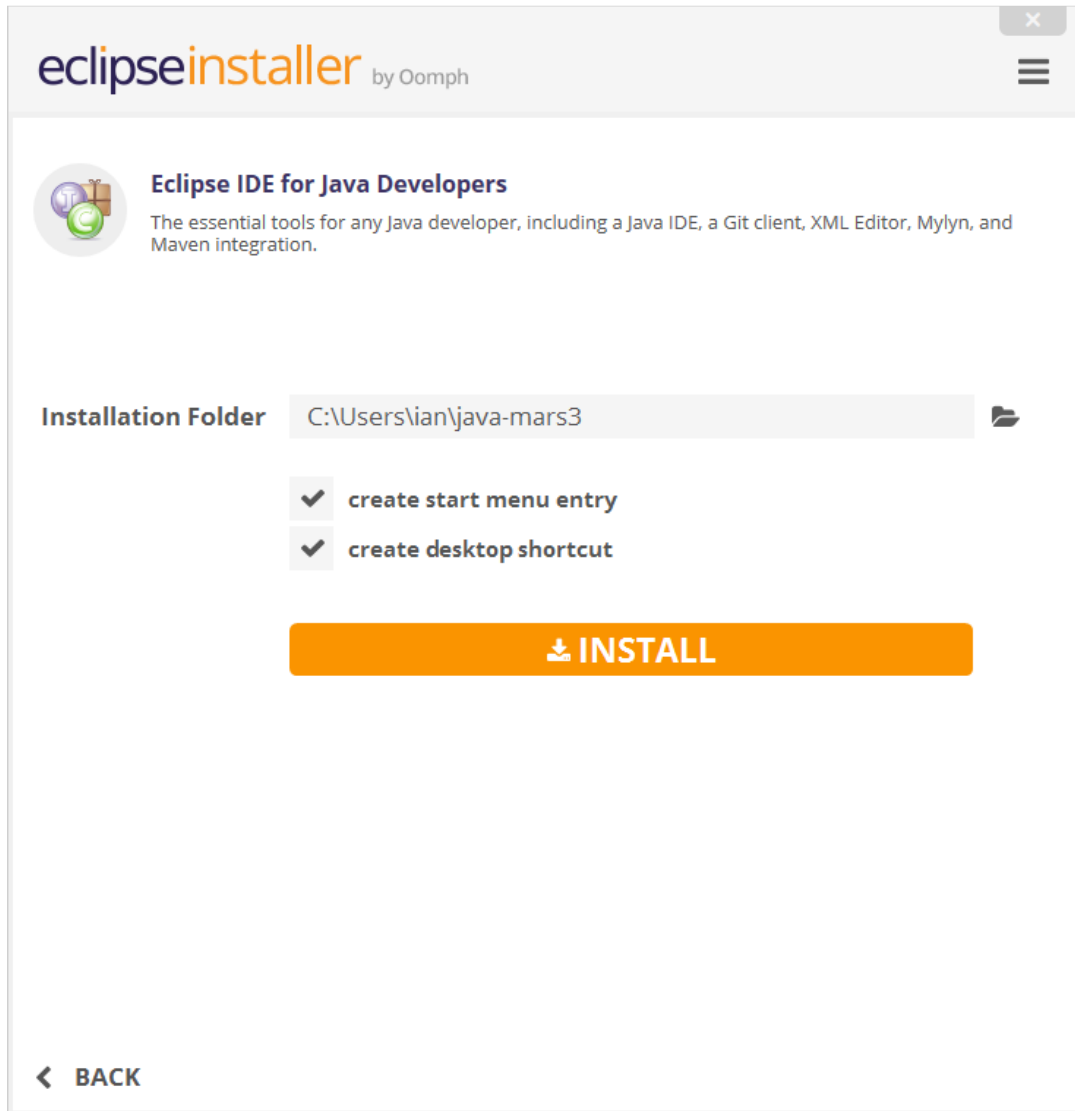 eclipseinstaller by Oomph
Eclipse IDE for Java Developers
The essential tools for any Java developer, including a Java IDE, a Git client, XML Editor, Mylyn, and
Maven integration.
Installation Folder C:\Users\ian\java-mars3
create start menu entry
create desktop shortcut
INSTALL
BACK